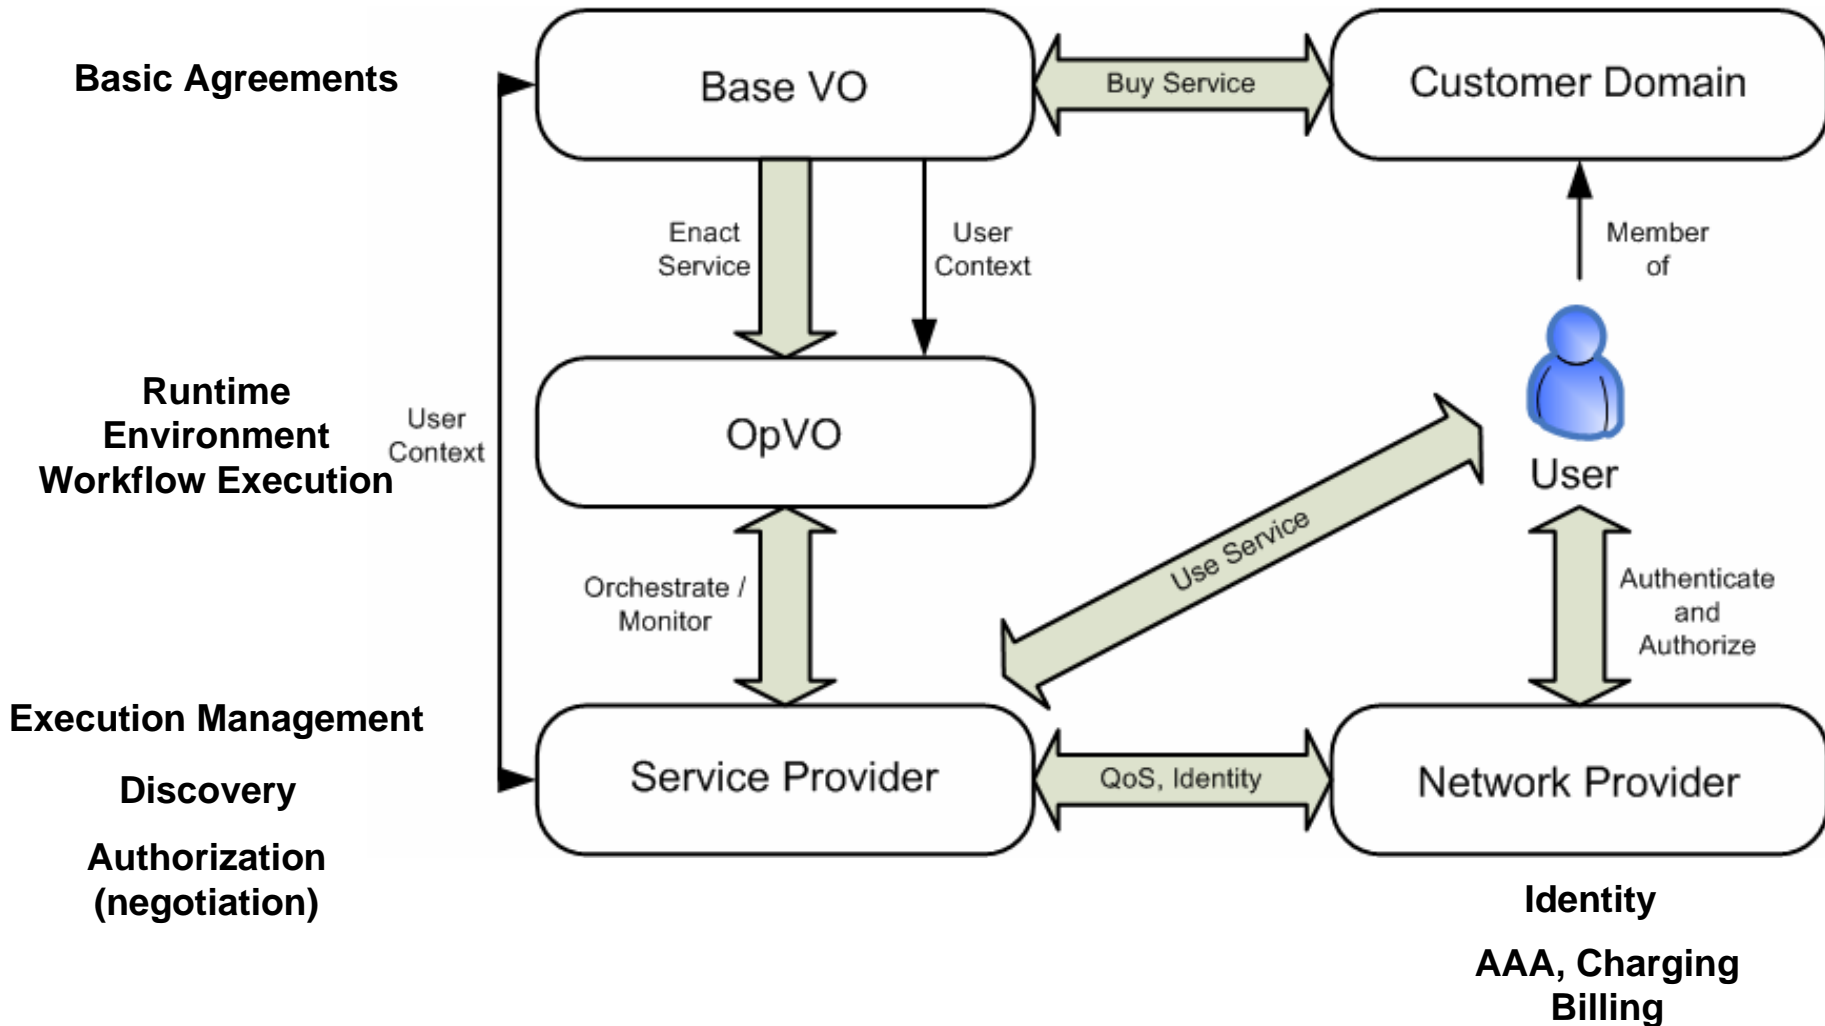 Basic Agreements
Base VO
Buy Service
Customer Domain
Enact
Service
User
Context
Member
of
Runtime
Environment
Workflow Execution
User
Context
OpVO
User
Use Service
Orchestrate /
Monitor
Authenticate
and
Authorize
Execution Management
Discovery
Authorization
(negotiation)
Service Provider
QoS, Identity
Network Provider
Identity
AAA, Charging
Billing